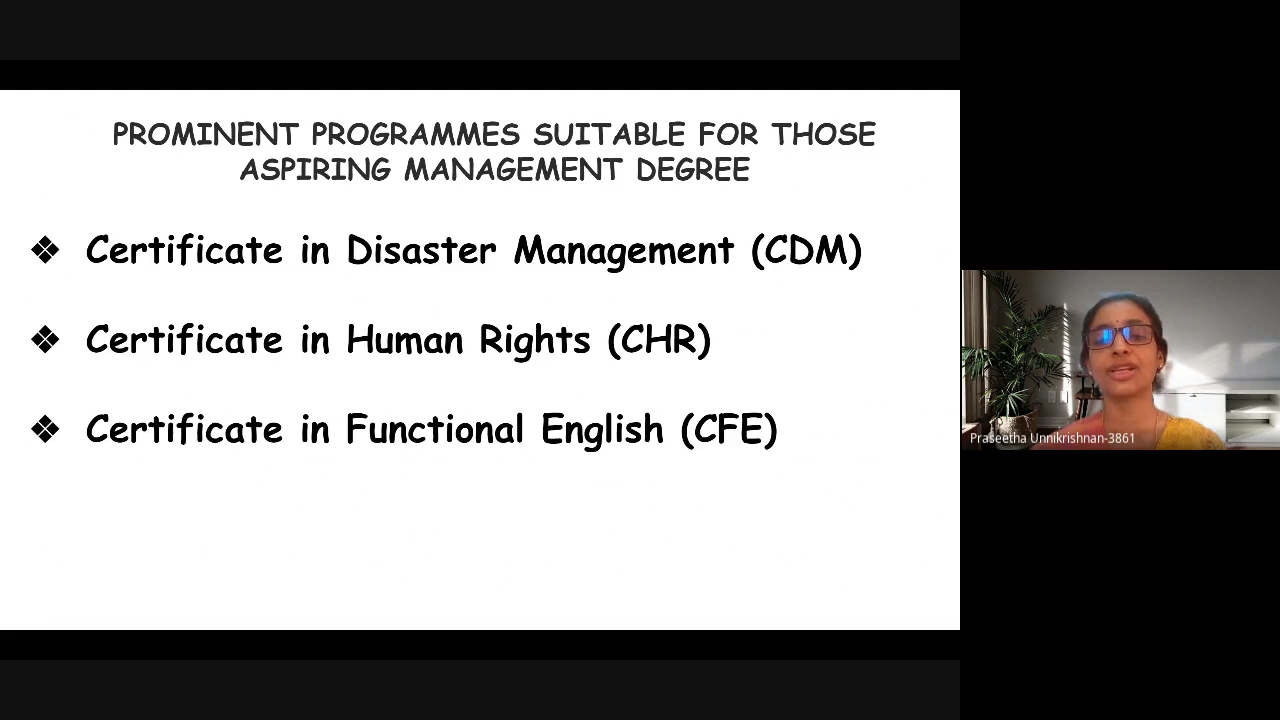 PROMINENT PROGRAMMES SUITABLE FOR THOSE
ASPIRING MANAGEMENT DEGREE
❖ Certificate in Disaster Management (CDM)
❖ Certificate in Human Rights (CHR)
❖ Certificate in Functional English (CFE)
Praseetha Unnikrishnan-3861